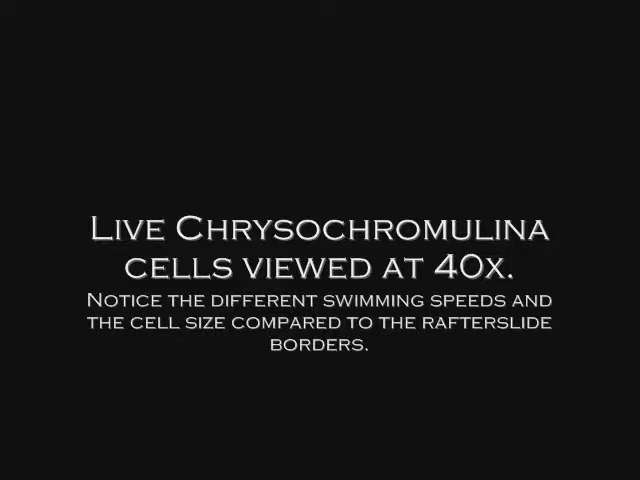 Live Chrysochromulina
cells viewed at 40x.
Notice the different swimming speeds and
the cell size compared to the rafterslide
borders.